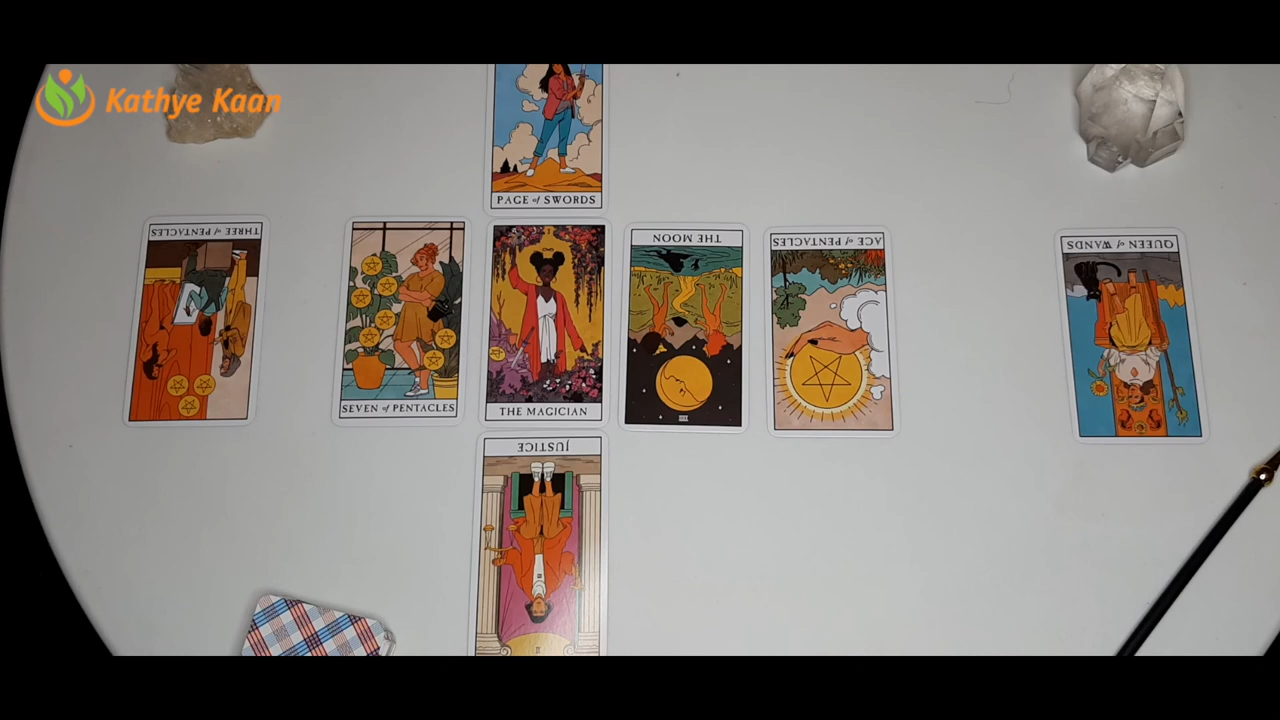 Kathye Kaan
PAGE of SWORDS
THREE of PENTACLES
SEVEN of PENTACLES
I
THE MAGICIAN
THE MOON
XVIII
ACE of PENTACLES
QUEEN of WANDS
JUSTICE